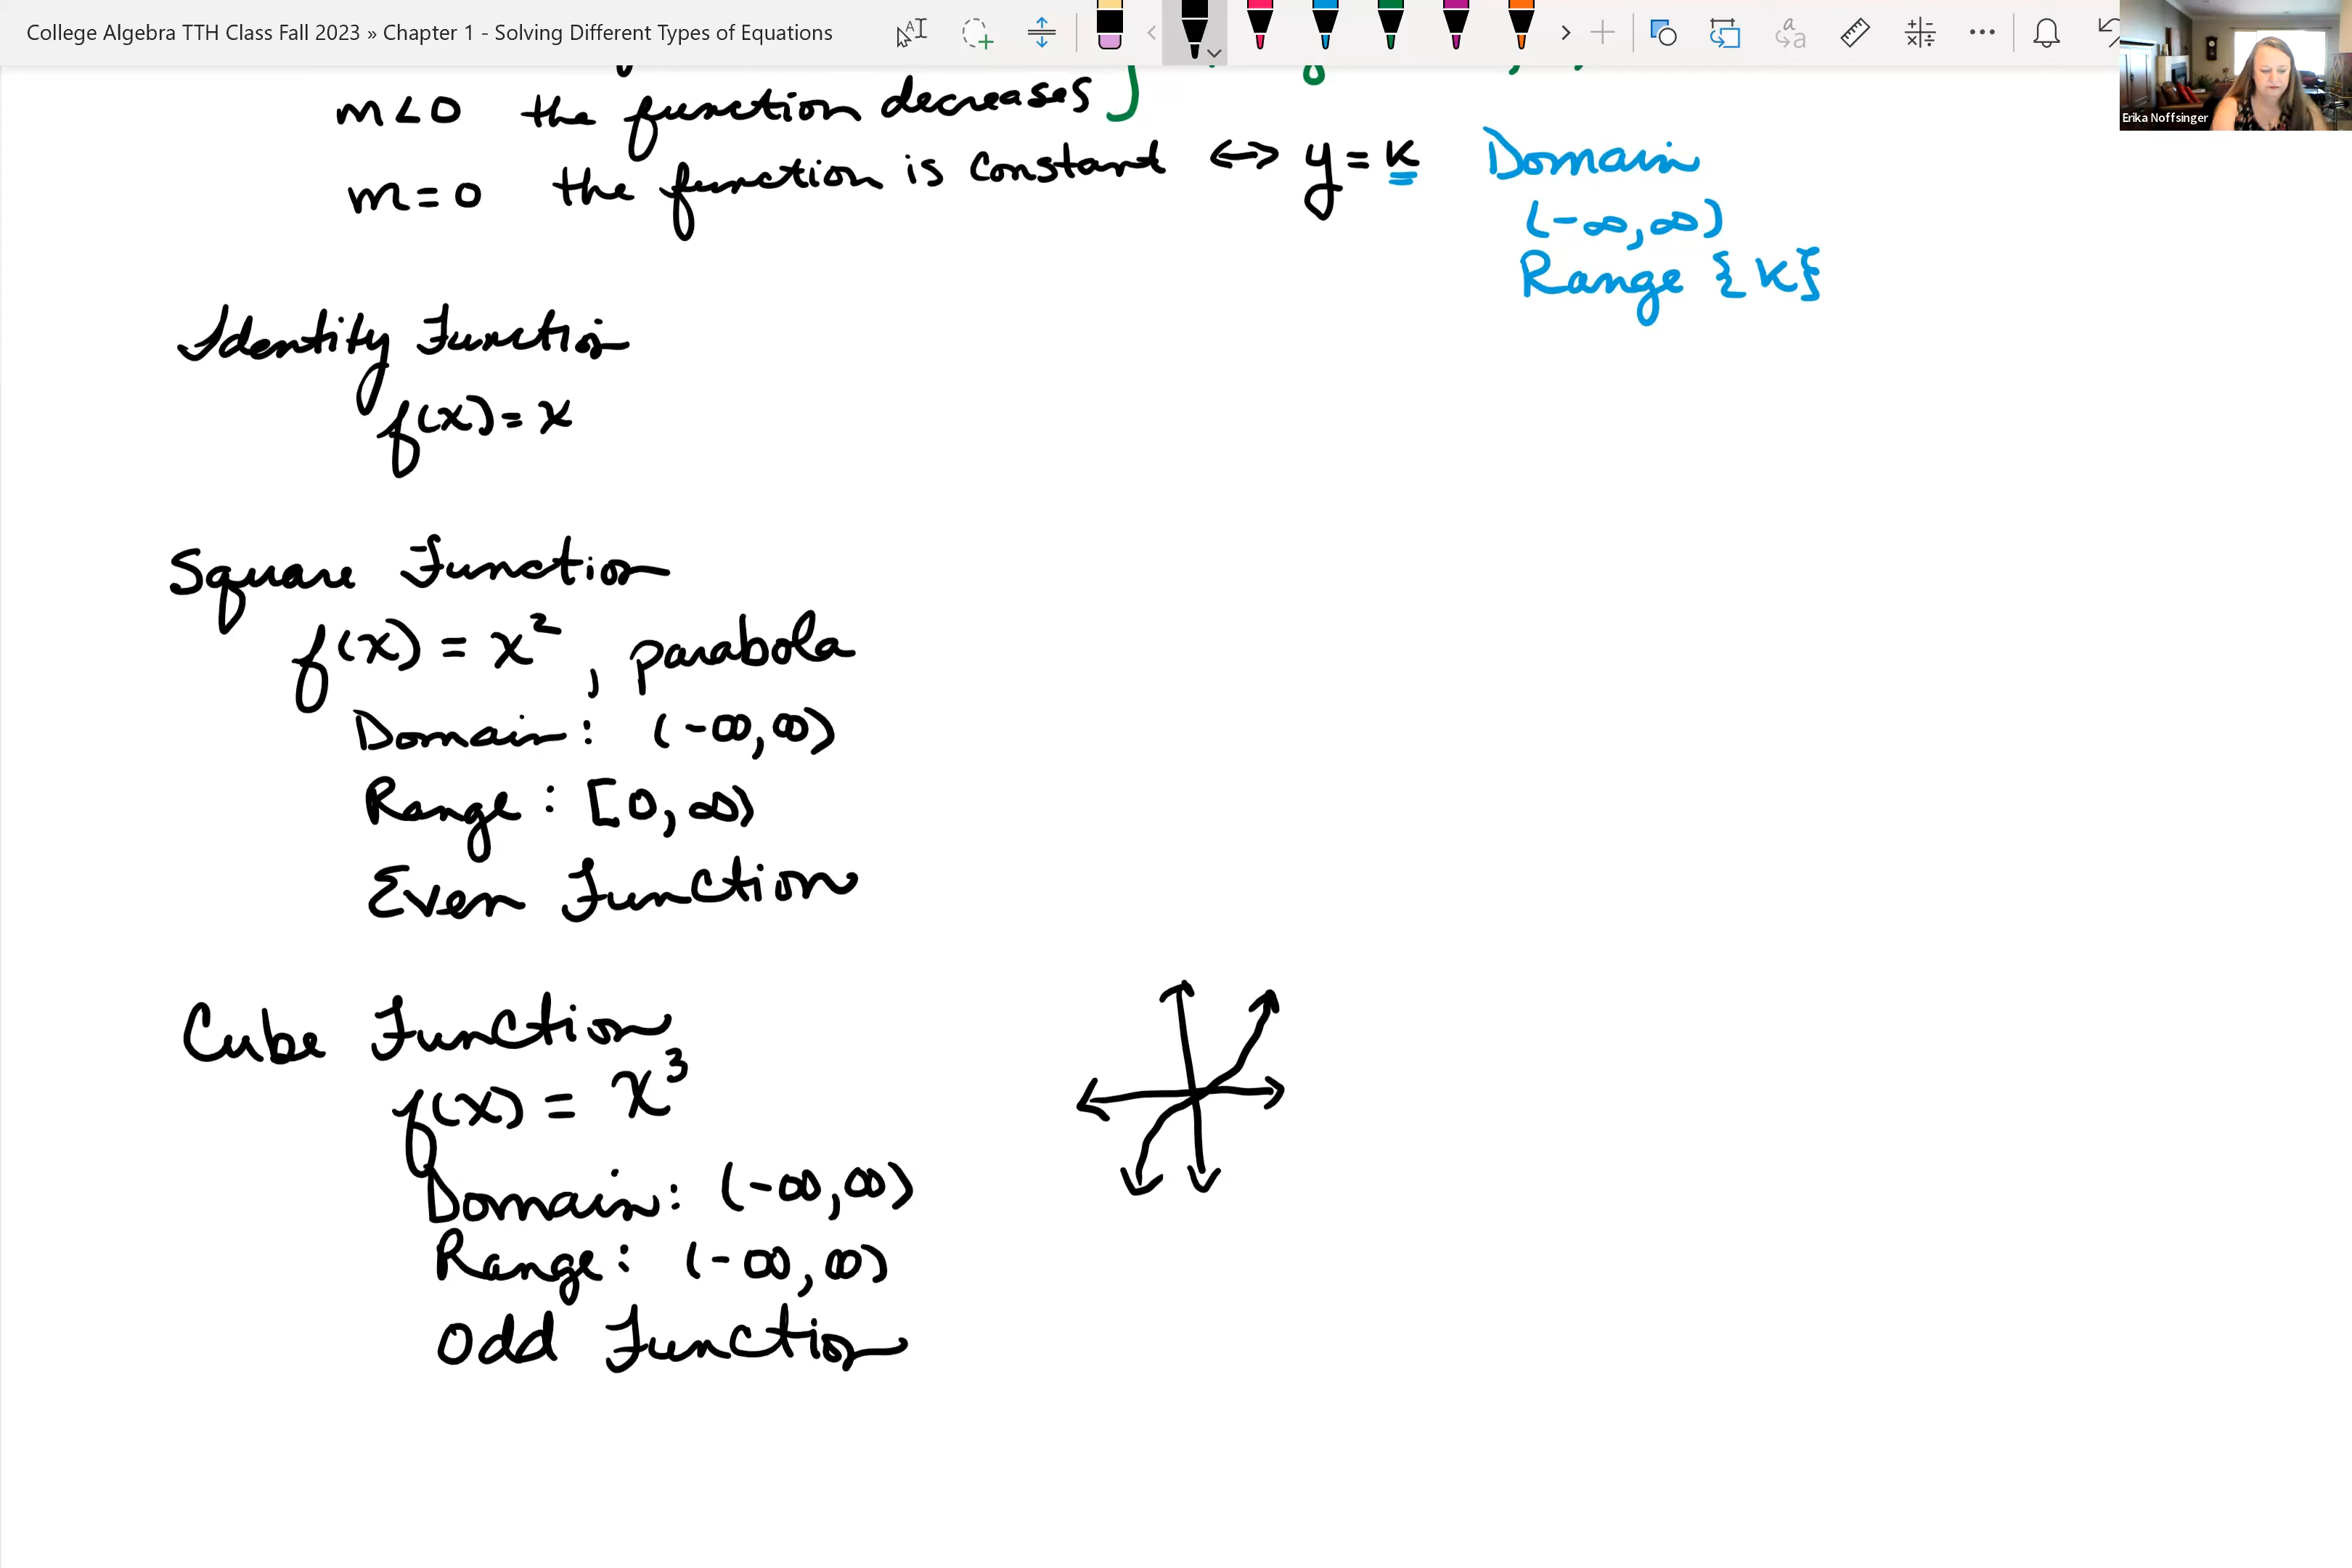 College Algebra TTH Class Fall 2023 » Chapter 1 - Solving Different Types of Equations
Erika Noffsinger
m<0 the function decreases
m=0 the function is constant ↔ y=k
Domain
(-∞,∞)
Range {k}
Identity Function
f(x)=x
Square Function
f(x) = x², parabola
Domain: (-∞,∞)
Range: [0,∞)
Even Function
Cube Function
f(x) = x³
Domain: (-∞,∞)
Range: (-∞,∞)
Odd Function